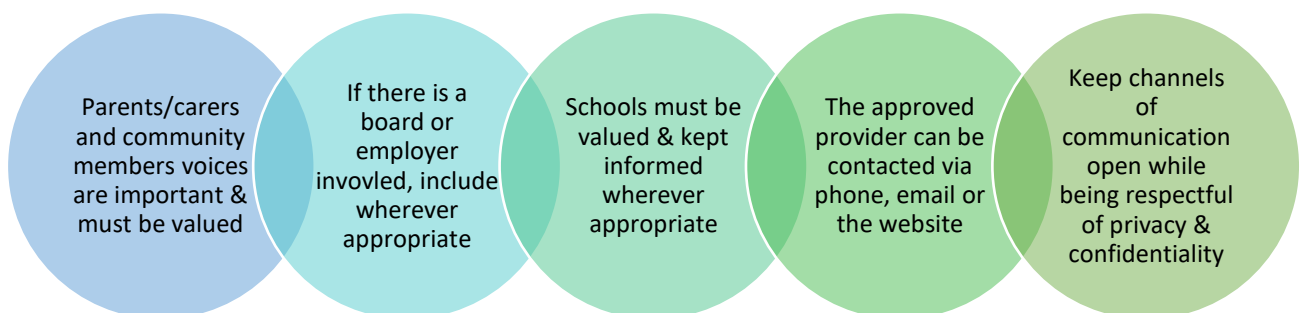 Parents/carers
and community
members voices
are important &
must be valued
If there is a
board or
employer
invovled, include
wherever
appropriate
Schools must be
valued & kept
informed
wherever
appropriate
The approved
provider can be
contacted via
phone, email or
the website
Keep channels
of
communication
open while
being respectful
of privacy &
confidentiality